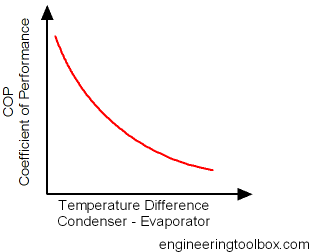 COP
Coefficient of Performance
Temperature Difference
Condenser - Evaporator
engineeringtoolbox.com